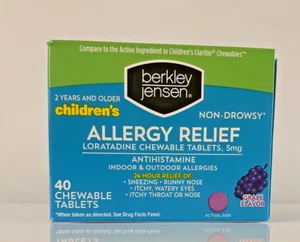 Compare to the Active Ingredient in Children's Claritin® Chewables**
berkley
jensen®
2 YEARS AND OLDER
children's
NON-DROWSY*
ALLERGY RELIEF
LORATADINE CHEWABLE TABLETS, 5mg
ANTIHISTAMINE
INDOOR & OUTDOOR ALLERGIES
24 HOUR RELIEF OF:
• SNEEZING • RUNNY NOSE
• ITCHY, WATERY EYES
• ITCHY THROAT OR NOSE
40
CHEWABLE
TABLETS
GRAPE
FLAVOR
*When taken as directed. See Drug Facts Panel.
ACTUAL SIZE